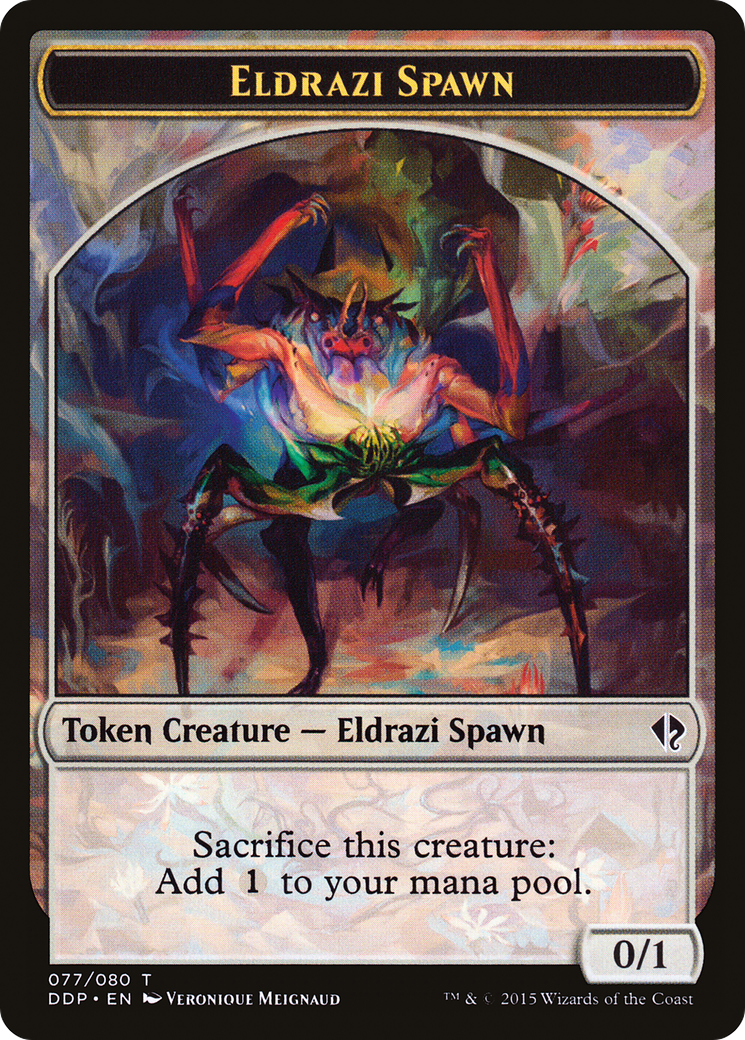 Eldrazi Spawn
Token Creature — Eldrazi Spawn
Sacrifice this creature:
Add 1 to your mana pool.
0/1
077/080 T
DDP • EN Veronique Meignaud
™ & © 2015 Wizards of the Coast